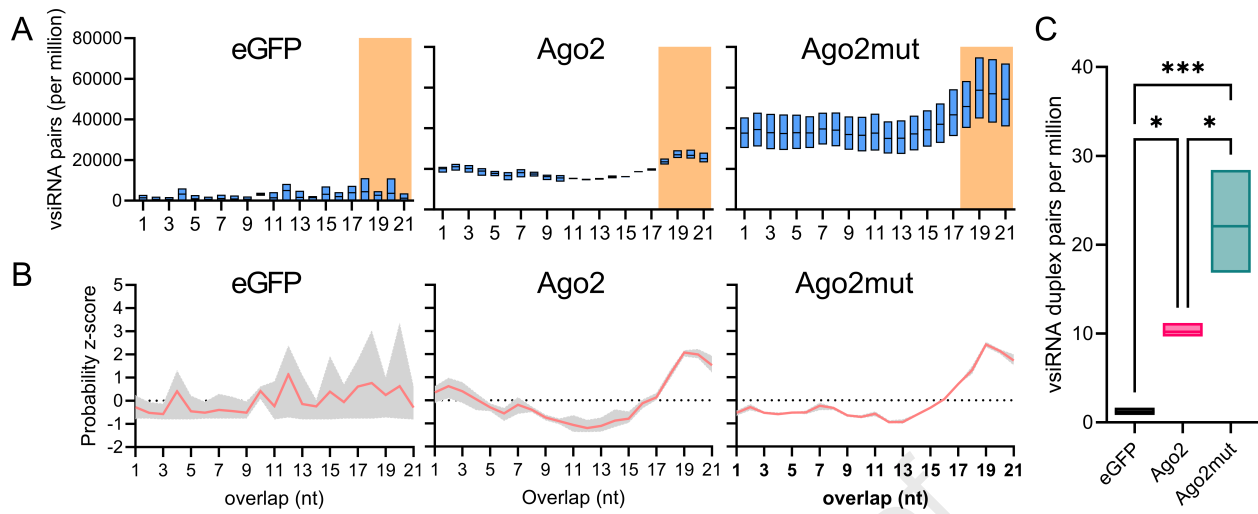 A
vsiRNA pairs (per million)
80000
60000
40000
20000
0
eGFP
1 3 5 7 9 11 13 15 17 19 21
Ago2
1 3 5 7 9 11 13 15 17 19 21
Ago2mut
1 3 5 7 9 11 13 15 17 19 21
B
Probability z-score
5
4
3
2
1
0
-1
-2
eGFP
1 3 5 7 9 11 13 15 17 19 21
overlap (nt)
Ago2
1 3 5 7 9 11 13 15 17 19 21
Overlap (nt)
Ago2mut
1 3 5 7 9 11 13 15 17 19 21
overlap (nt)
C
vsiRNA duplex pairs per million
40
30
20
10
0
***
* *
eGFP
Ago2
Ago2mut